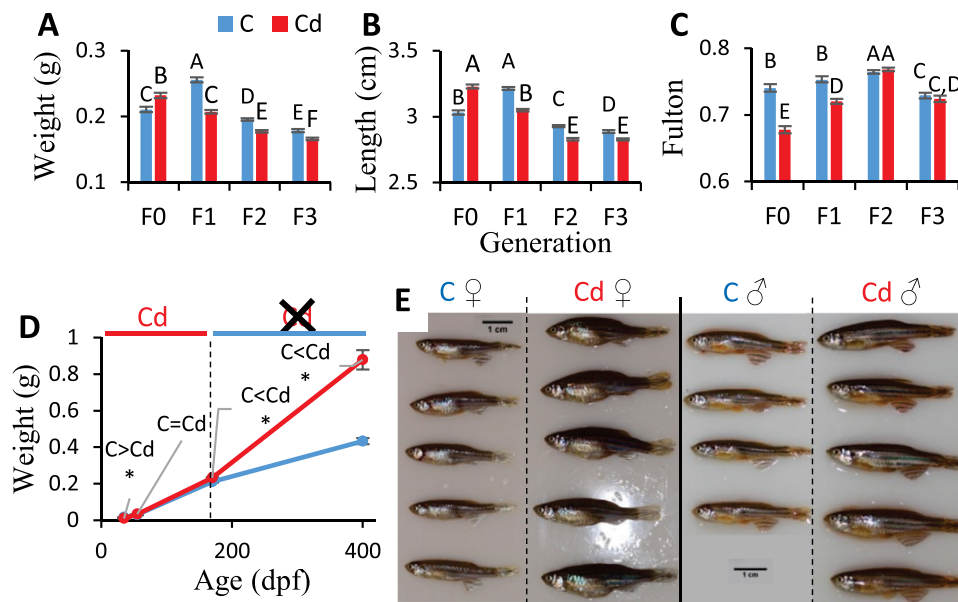 A
C
Cd
Weight (g)
0.3
0.2
0.1
C
B
A
C
D
E
E
F
F0
F1
F2
F3
B
Length (cm)
3.5
3
2.5
B
A
A
B
C
E
D
E
F0
F1
F2
F3
Generation
C
Fulton
0.8
0.7
0.6
B
E
B
D
A
A
C
C,D
F0
F1
F2
F3
D
Cd
Cd
Weight (g)
1
0.8
0.6
0.4
0.2
0
C>Cd
*
C=Cd
C<Cd
*
C<Cd
*
0
200
400
Age (dpf)
E
C ♀
Cd ♀
C ♂
Cd ♂
1 cm
1 cm